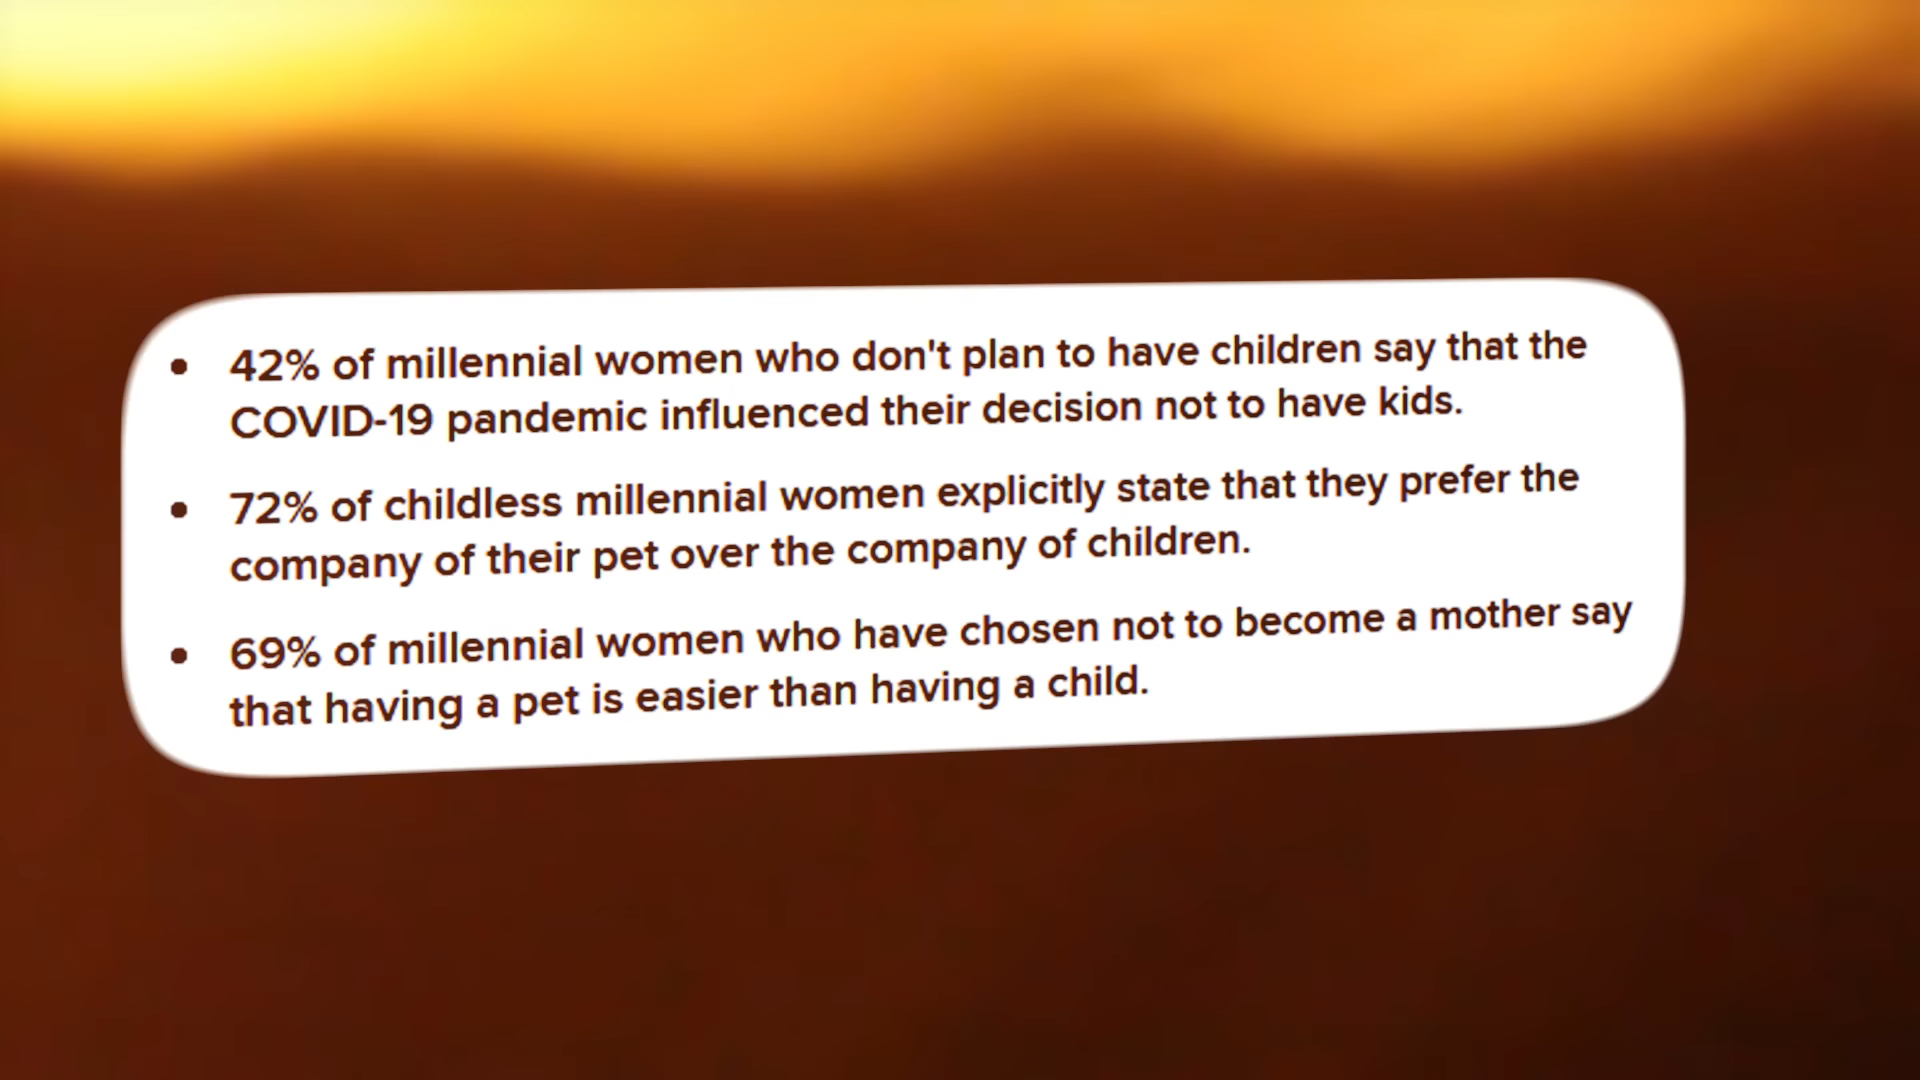 • 42% of millennial women who don't plan to have children say that the
COVID-19 pandemic influenced their decision not to have kids.
• 72% of childless millennial women explicitly state that they prefer the
company of their pet over the company of children.
• 69% of millennial women who have chosen not to become a mother say
that having a pet is easier than having a child.